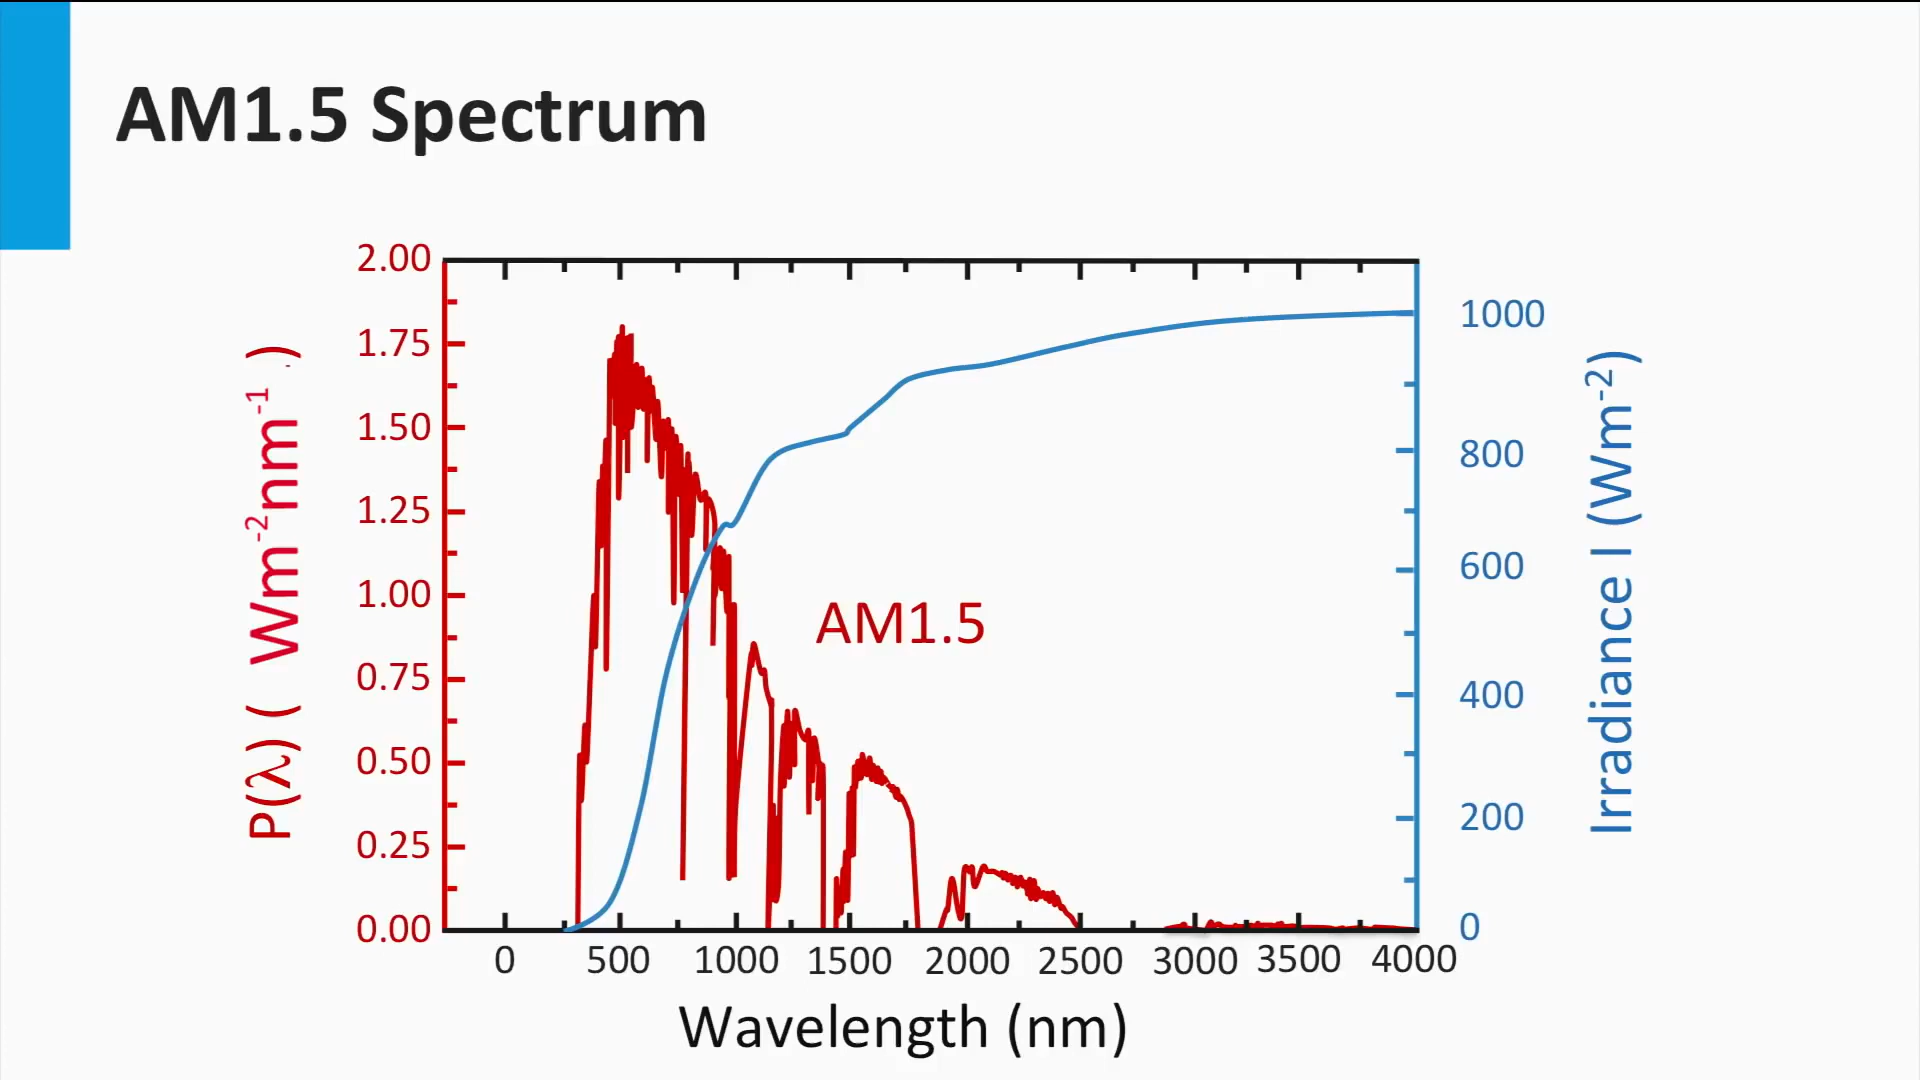 AM1.5 Spectrum
P(λ) ( Wm-2nm-1 )
2.00
1.75
1.50
1.25
1.00
0.75
0.50
0.25
0.00
AM1.5
1000
800
600
400
200
0
Irradiance I (Wm-2)
0 500 1000 1500 2000 2500 3000 3500 4000
Wavelength (nm)